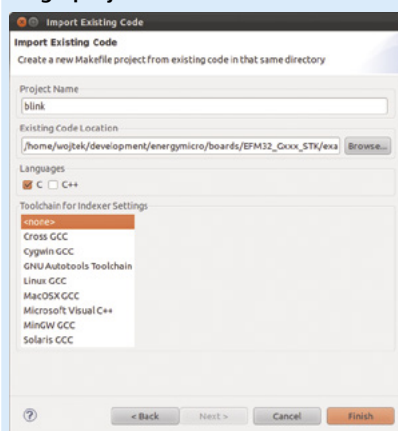 Import Existing Code
Import Existing Code
Create a new Makefile project from existing code in that same directory
Project Name
blink
Existing Code Location
/home/wojtek/development/energymicro/boards/EFM32_Gxxx_STK/exa Browse...
Languages
C C++
Toolchain for Indexer Settings
<none>
Cross GCC
Cygwin GCC
GNU Autotools Toolchain
Linux GCC
MacOSX GCC
Microsoft Visual C++
MinGW GCC
Solaris GCC
? < Back Next > Cancel Finish